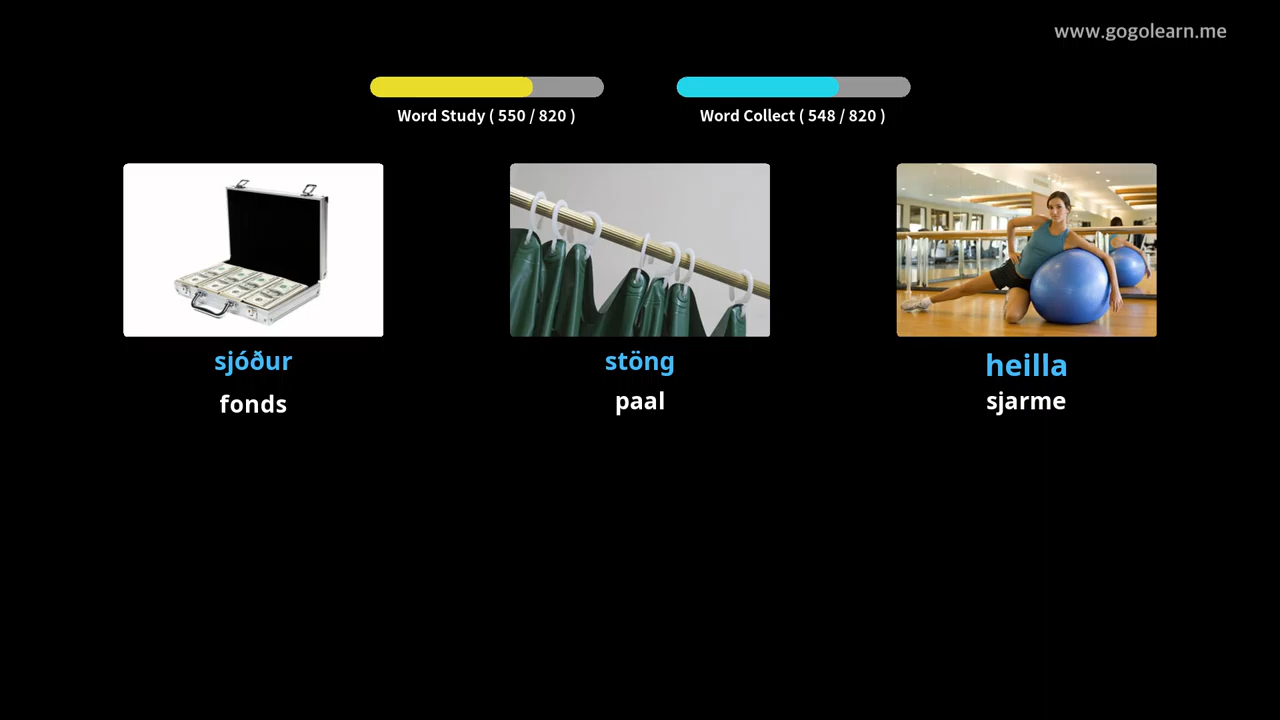 www.gogolearn.me
Word Study ( 550 / 820 )
Word Collect ( 548 / 820 )
sjóður
fonds
stöng
paal
heilla
sjarme